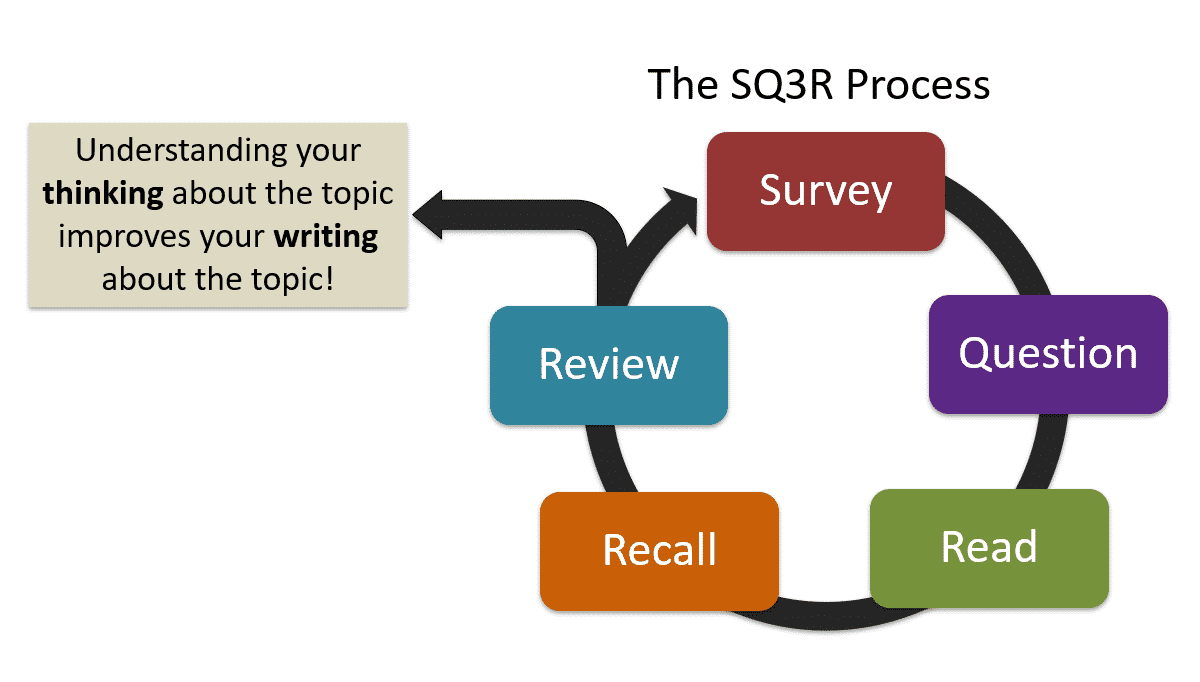 The SQ3R Process
Understanding your
thinking about the topic
improves your writing
about the topic!
Survey
Question
Read
Recall
Review